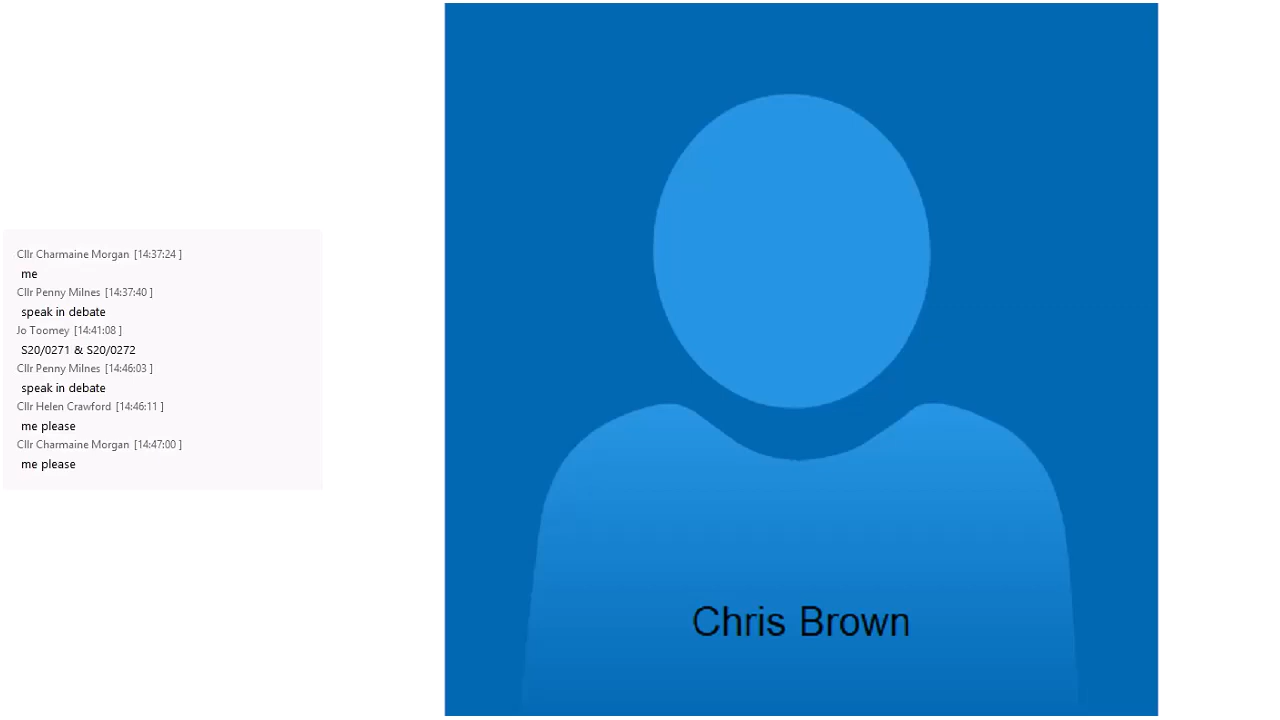 Cllr Charmaine Morgan [14:37:24 ]
me
Cllr Penny Milnes [14:37:40 ]
speak in debate
Jo Toomey [14:41:08 ]
S20/0271 & S20/0272
Cllr Penny Milnes [14:46:03 ]
speak in debate
Cllr Helen Crawford [14:46:11 ]
me please
Cllr Charmaine Morgan [14:47:00 ]
me please
Chris Brown